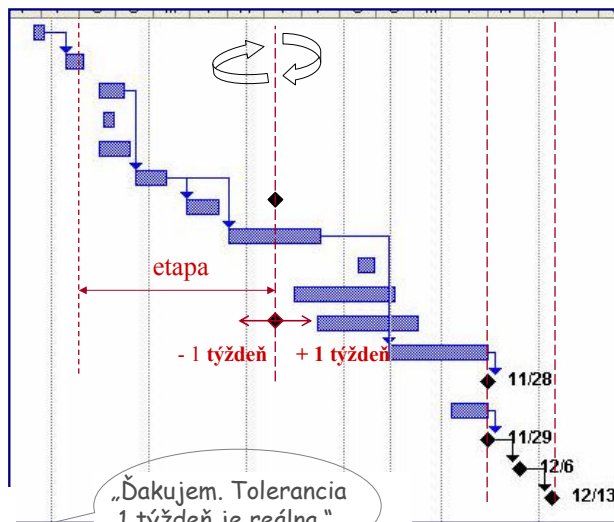 etapa
- 1 týždeň + 1 týždeň
11/28
11/29
12/6
12/13
„Ďakujem. Tolerancia
1 týždeň je reálna.“